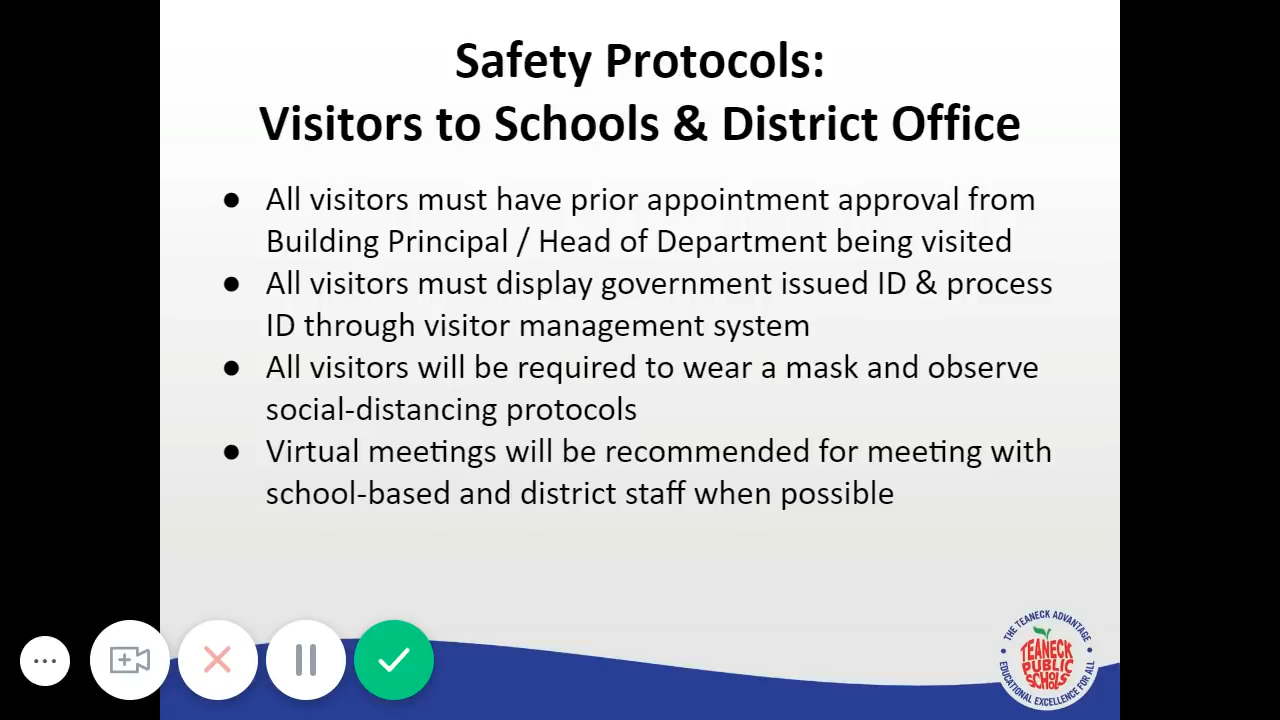 Safety Protocols:
Visitors to Schools & District Office
● All visitors must have prior appointment approval from
Building Principal / Head of Department being visited
● All visitors must display government issued ID & process
ID through visitor management system
● All visitors will be required to wear a mask and observe
social-distancing protocols
● Virtual meetings will be recommended for meeting with
school-based and district staff when possible
THE TEANECK ADVANTAGE
TEANECK
PUBLIC
SCHOOLS
EDUCATIONAL EXCELLENCE FOR ALL